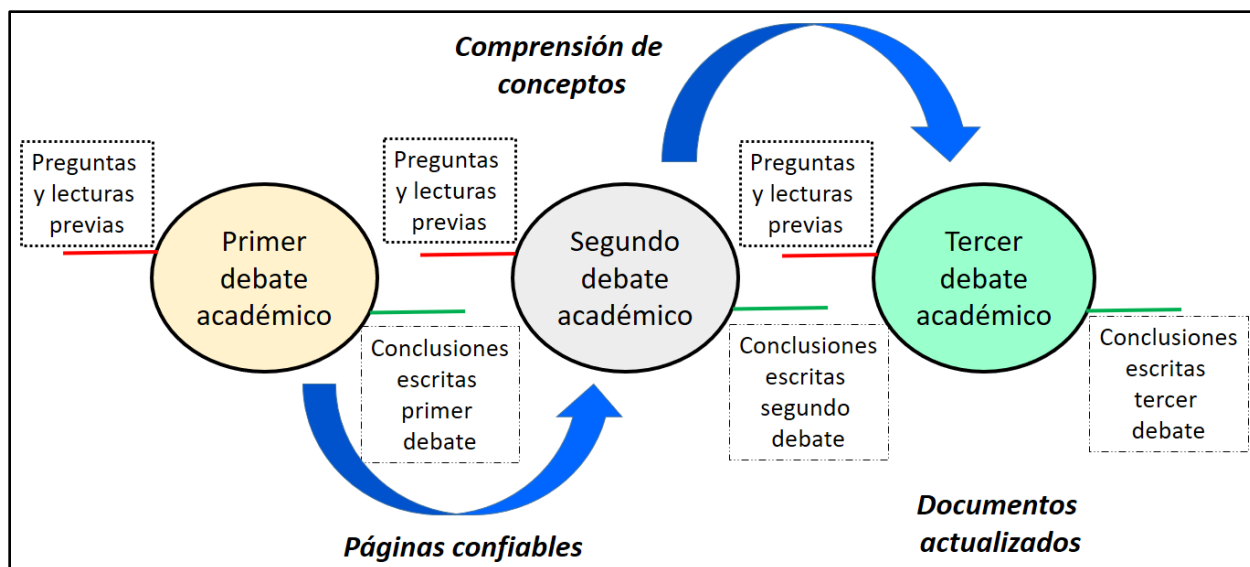 Comprensión de
conceptos
Preguntas
y lecturas
previas
Primer
debate
académico
Conclusiones
escritas
primer
debate
Preguntas
y lecturas
previas
Segundo
debate
académico
Conclusiones
escritas
segundo
debate
Preguntas
y lecturas
previas
Tercer
debate
académico
Conclusiones
escritas
tercer
debate
Páginas confiables
Documentos
actualizados